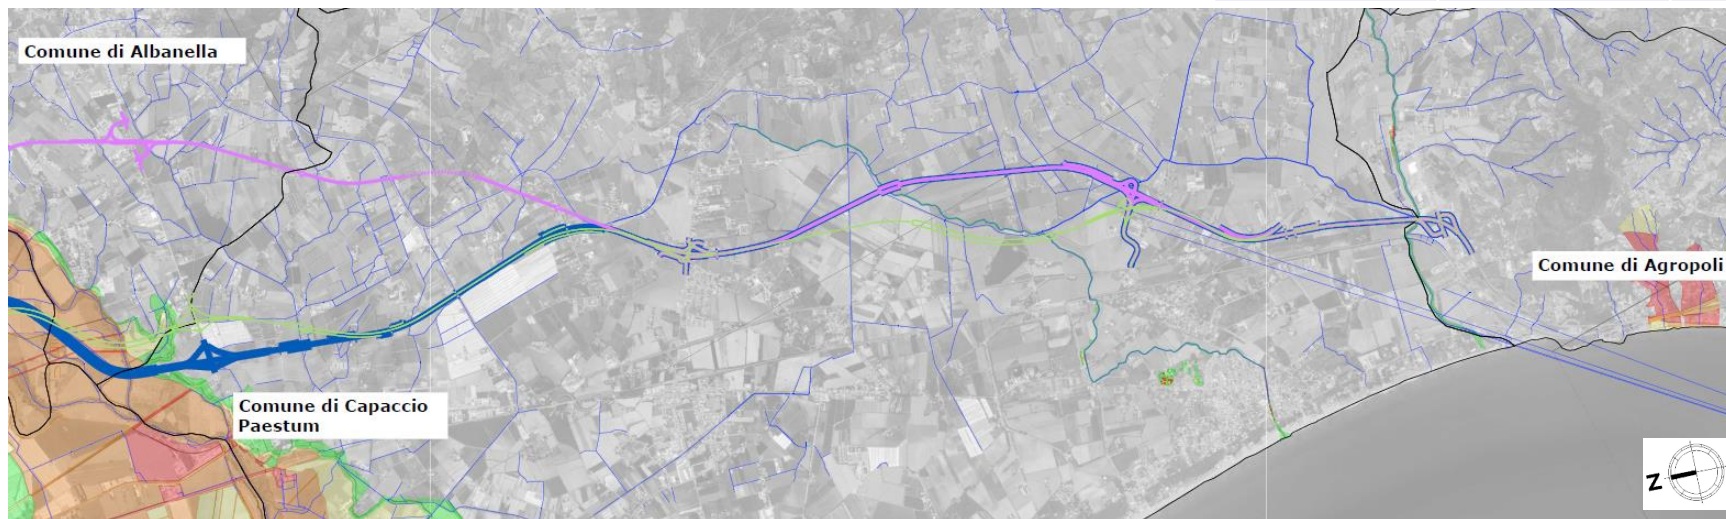 Comune di Albanella
Comune di Agropoli
Comune di Capaccio
Paestum
N